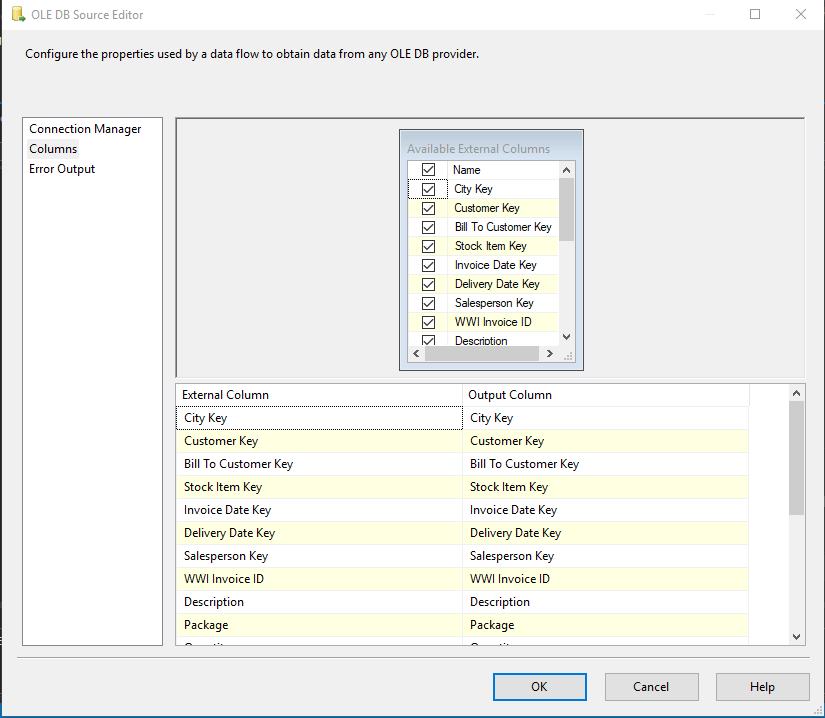 OLE DB Source Editor
Configure the properties used by a data flow to obtain data from any OLE DB provider.
Connection Manager
Columns
Error Output
Available External Columns
Name
City Key
Customer Key
Bill To Customer Key
Stock Item Key
Invoice Date Key
Delivery Date Key
Salesperson Key
WWI Invoice ID
Description
External Column Output Column
City Key City Key
Customer Key Customer Key
Bill To Customer Key Bill To Customer Key
Stock Item Key Stock Item Key
Invoice Date Key Invoice Date Key
Delivery Date Key Delivery Date Key
Salesperson Key Salesperson Key
WWI Invoice ID WWI Invoice ID
Description Description
Package Package
OK Cancel Help